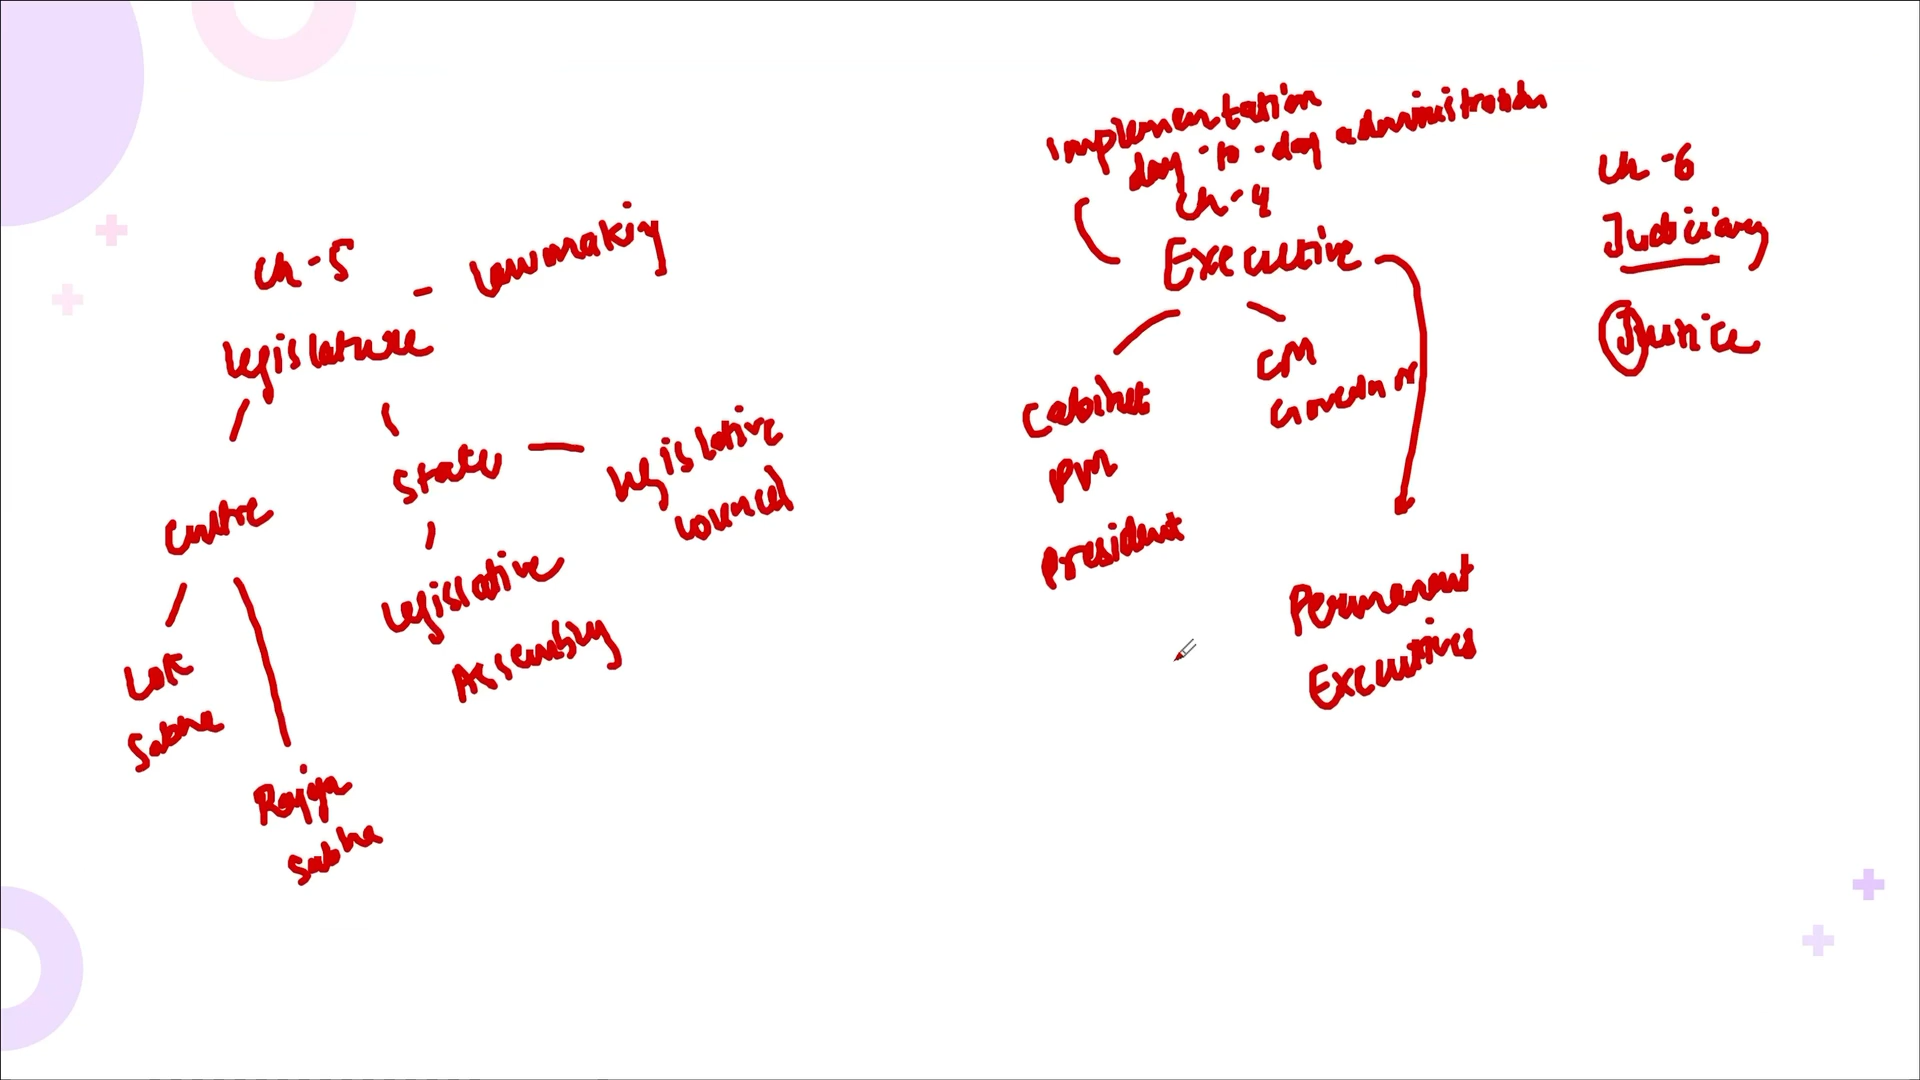 Ch - 5
Legislature - Lawmaking
Centre
Lok
Sabha
Rajya
Sabha
State
Legislative
Assembly
Legislative
Council
Implementation
day - to - day administration
Ch - 4
Executive
Cabinet
PM
President
CM
Governor
Permanent
Executives
Ch - 6
Judiciary
Justice